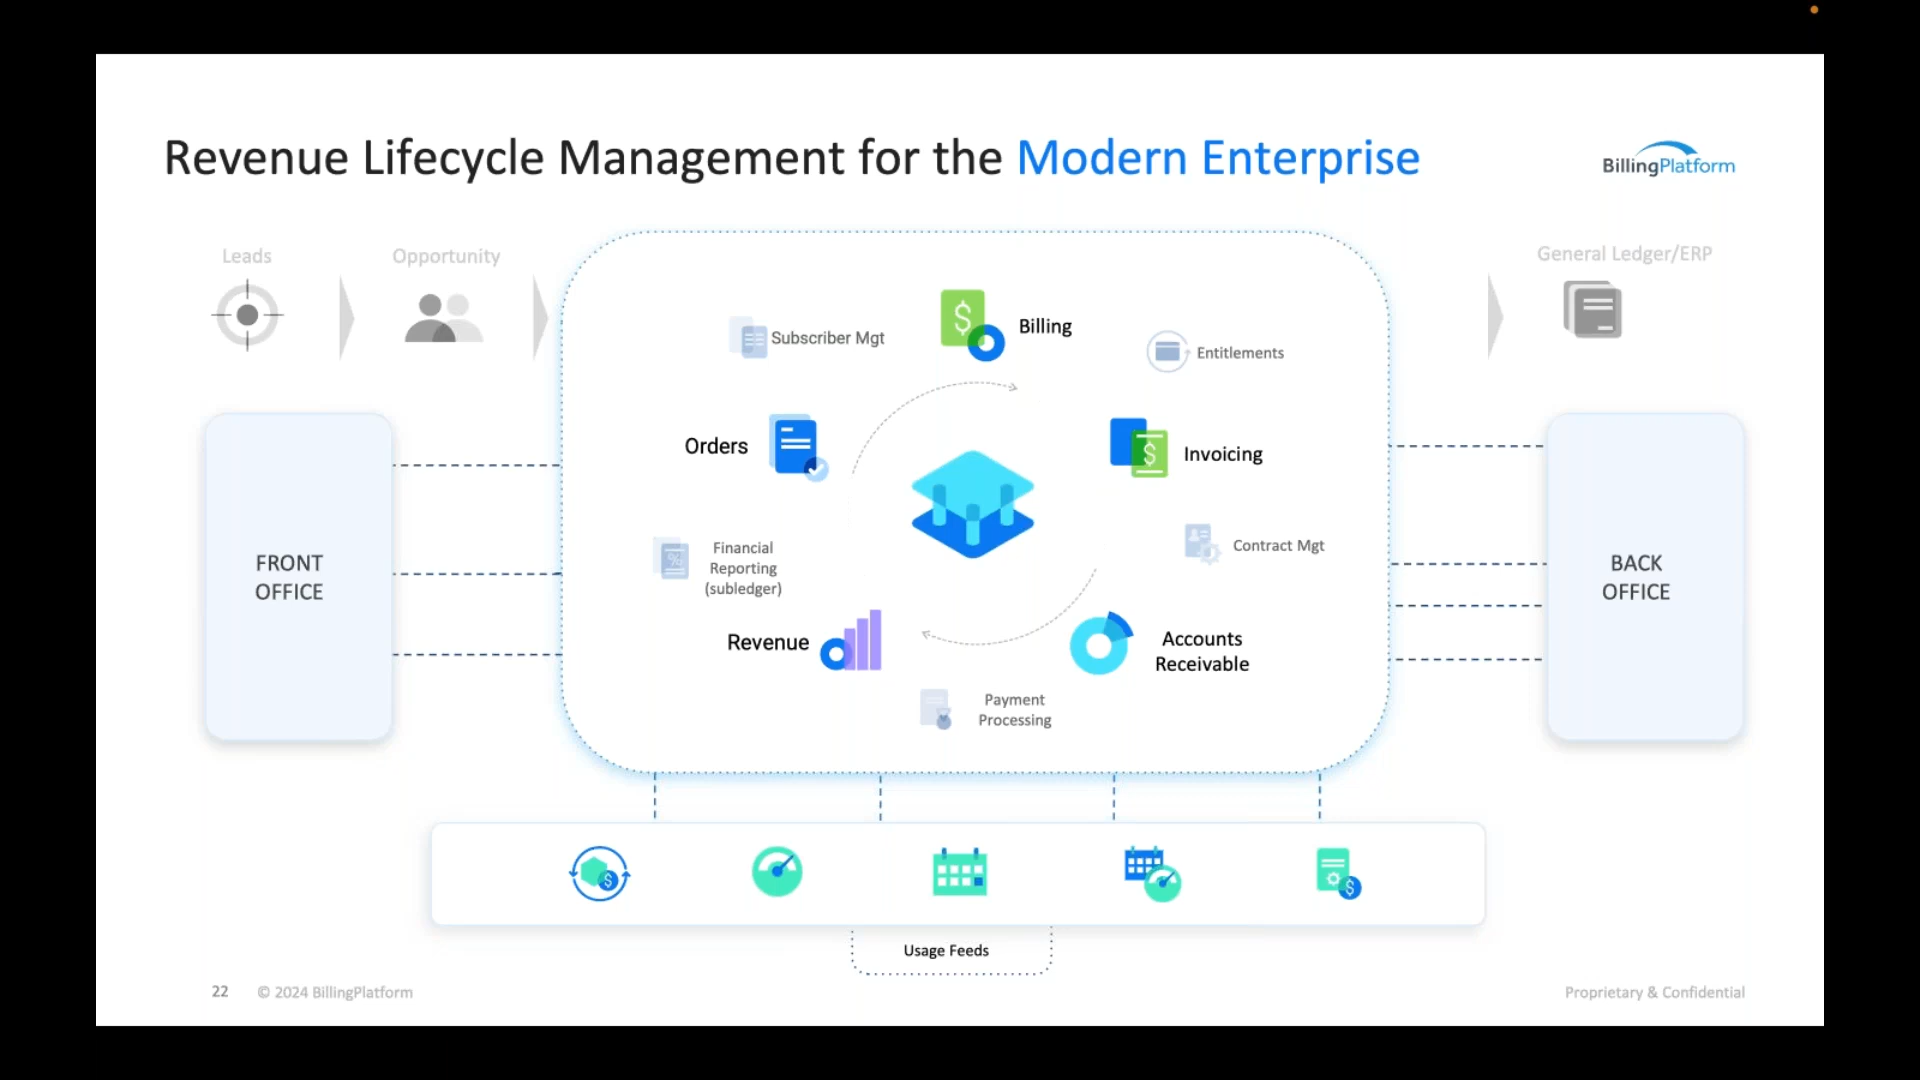 Revenue Lifecycle Management for the Modern Enterprise
BillingPlatform
Leads
Opportunity
General Ledger/ERP
Subscriber Mgt
Billing
Entitlements
Orders
$
Invoicing
$
FRONT
OFFICE
Financial
Reporting
(subledger)
%
Contract Mgt
BACK
OFFICE
Revenue
Accounts
Receivable
Payment
Processing
$
$
Usage Feeds
22
© 2024 BillingPlatform
Proprietary & Confidential